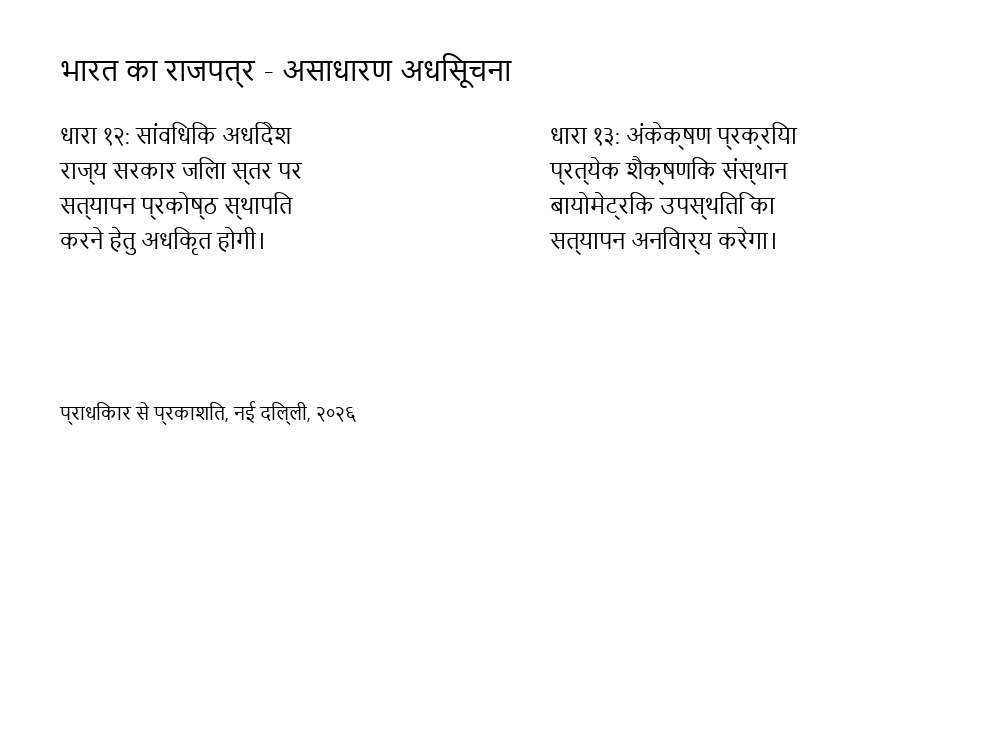 भारत का राजपत्र - असाधारण अधिसूचना
धारा १२: सांविधिक अधिदेश
राज्य सरकार जिला स्तर पर
सत्यापन प्रकोष्ठ स्थापित
करने हेतु अधिकृत होगी।
धारा १३: अंकेक्षण प्रक्रिया
प्रत्येक शैक्षणिक संस्थान
बायोमेट्रिक उपस्थिति का
सत्यापन अनिवार्य करेगा।
प्राधिकार से प्रकाशित, नई दिल्ली, २०२६